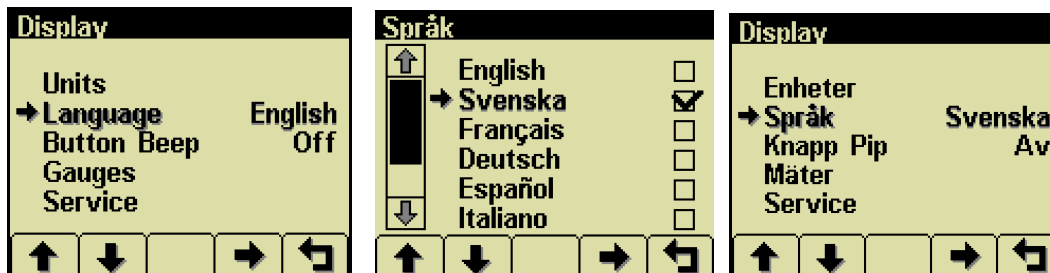 Display
Units
Language English
Button Beep Off
Gauges
Service
Språk
English
Svenska
Français
Deutsch
Español
Italiano
Display
Enheter
Språk Svenska
Knapp Pip Av
Mäter
Service